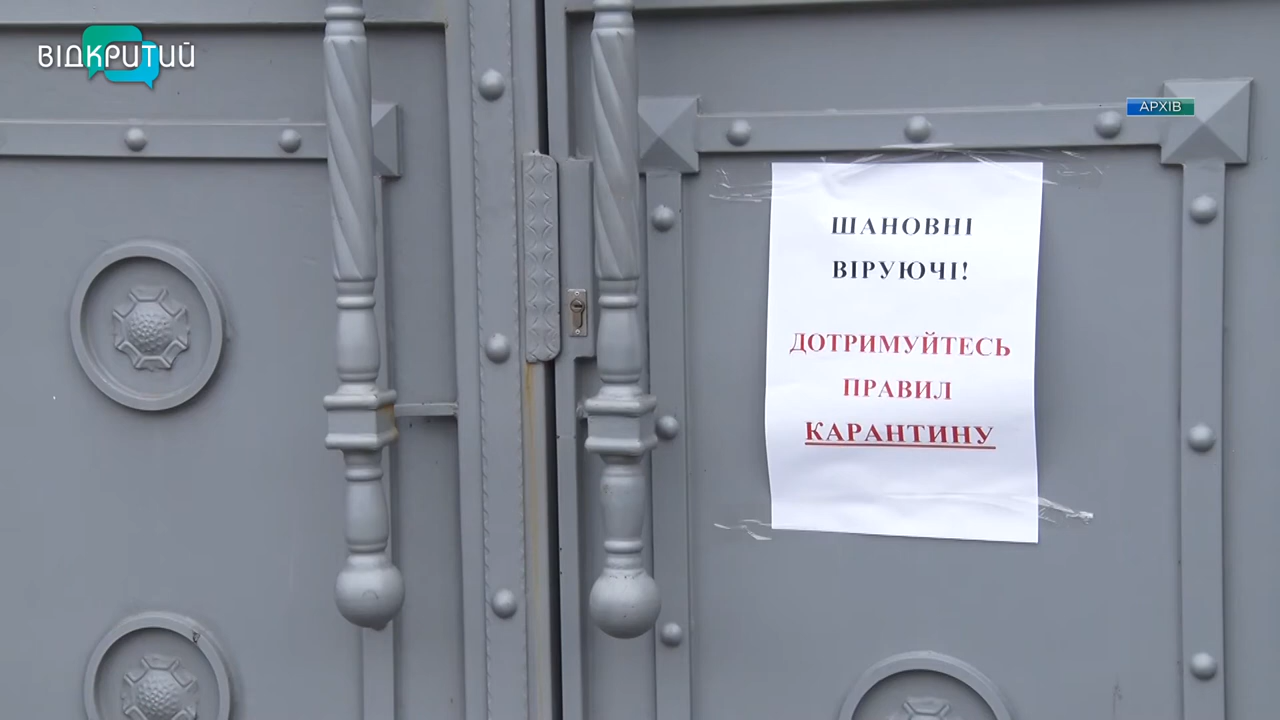 ВІДКРИТИЙ
АРХІВ
ШАНОВНІ
ВІРУЮЧІ!
ДОТРИМУЙТЕСЬ
ПРАВИЛ
КАРАНТИНУ